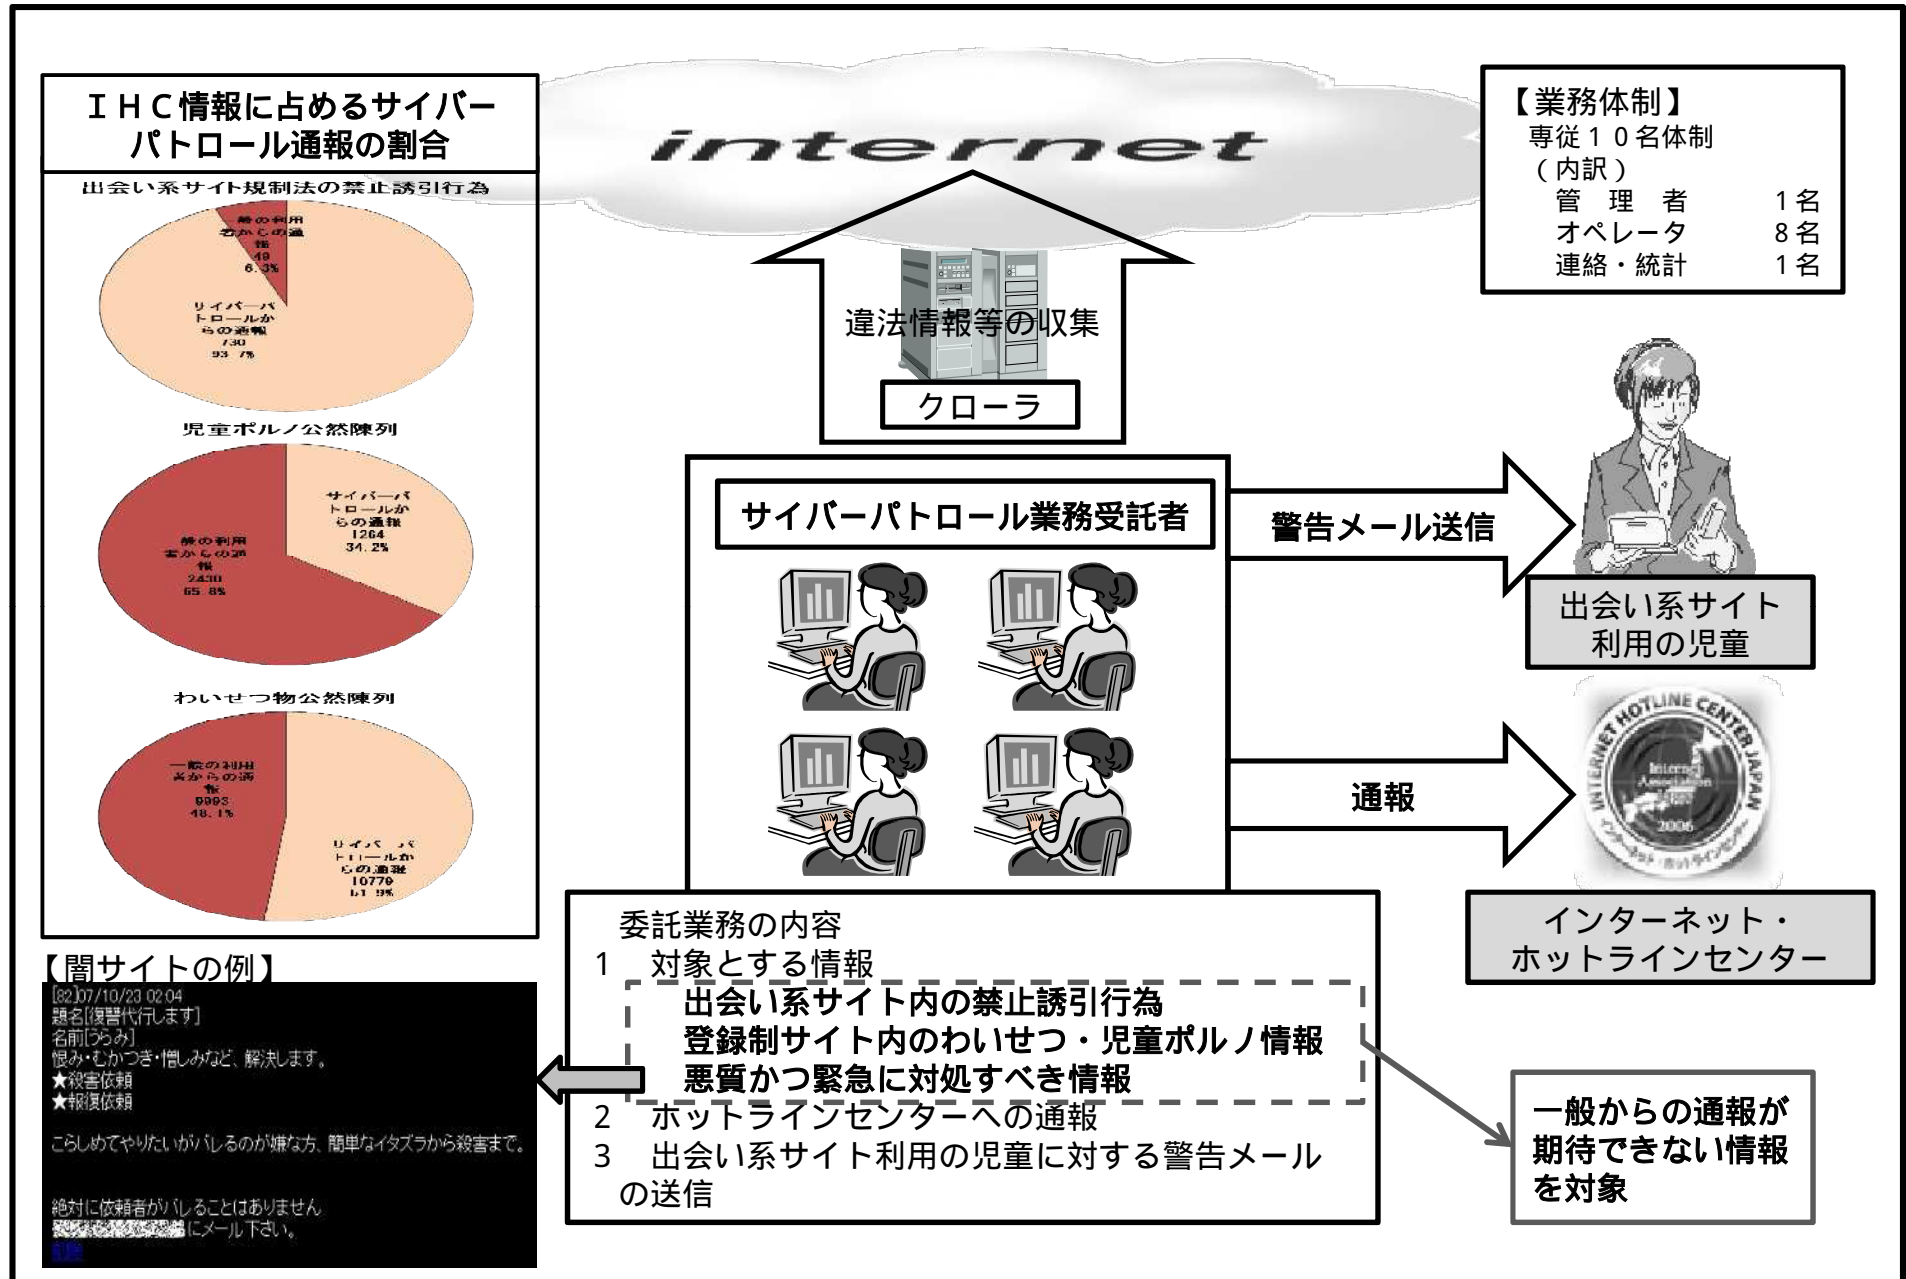 ＩＨＣ情報に占めるサイバー
パトロール通報の割合
出会い系サイト規制法の禁止誘引行為
一般の利用
者からの通
報
49
6.3%
サイバーパ
トロールか
らの通報
730
93.7%
児童ポルノ公然陳列
サイバーパ
トロールか
らの通報
1264
34.2%
般の利用
者からの通
報
2430
65.8%
わいせつ物公然陳列
一般の利用
者からの通
報
9993
48.1%
サイバーパ
トロールか
らの通報
10779
51.9%
【闇サイトの例】
[82]07/10/23 02:04
題名[復讐代行します]
名前[うらみ]
恨み・むかつき・憎しみなど、解決します。
★殺害依頼
★報復依頼
こらしめてやりたいがバレるのが嫌な方、簡単なイタズラから殺害まで。
絶対に依頼者がバレることはありません
にメール下さい。
削除
internet
違法情報等の収集
クローラ
サイバーパトロール業務受託者
委託業務の内容
1　対象とする情報
出会い系サイト内の禁止誘引行為
登録制サイト内のわいせつ・児童ポルノ情報
悪質かつ緊急に対処すべき情報
2　ホットラインセンターへの通報
3　出会い系サイト利用の児童に対する警告メール
の送信
【業務体制】
専従１０名体制
（内訳）
管　理　者　　1名
オペレータ　　8名
連絡・統計　　1名
警告メール送信
出会い系サイト
利用の児童
通報
INTERNET HOTLINE CENTER JAPAN
Internet
Association
Japan
2006
インターネット・ホットラインセンター
インターネット・
ホットラインセンター
一般からの通報が
期待できない情報
を対象